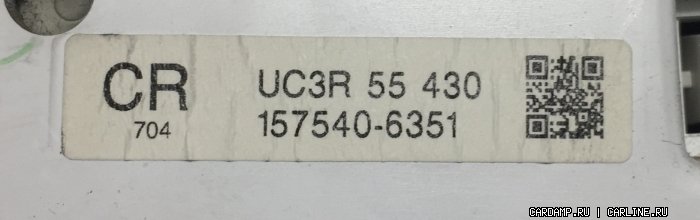 CR
704
UC3R 55 430
157540-6351
CARDAMP.RU | CARLINE.RU